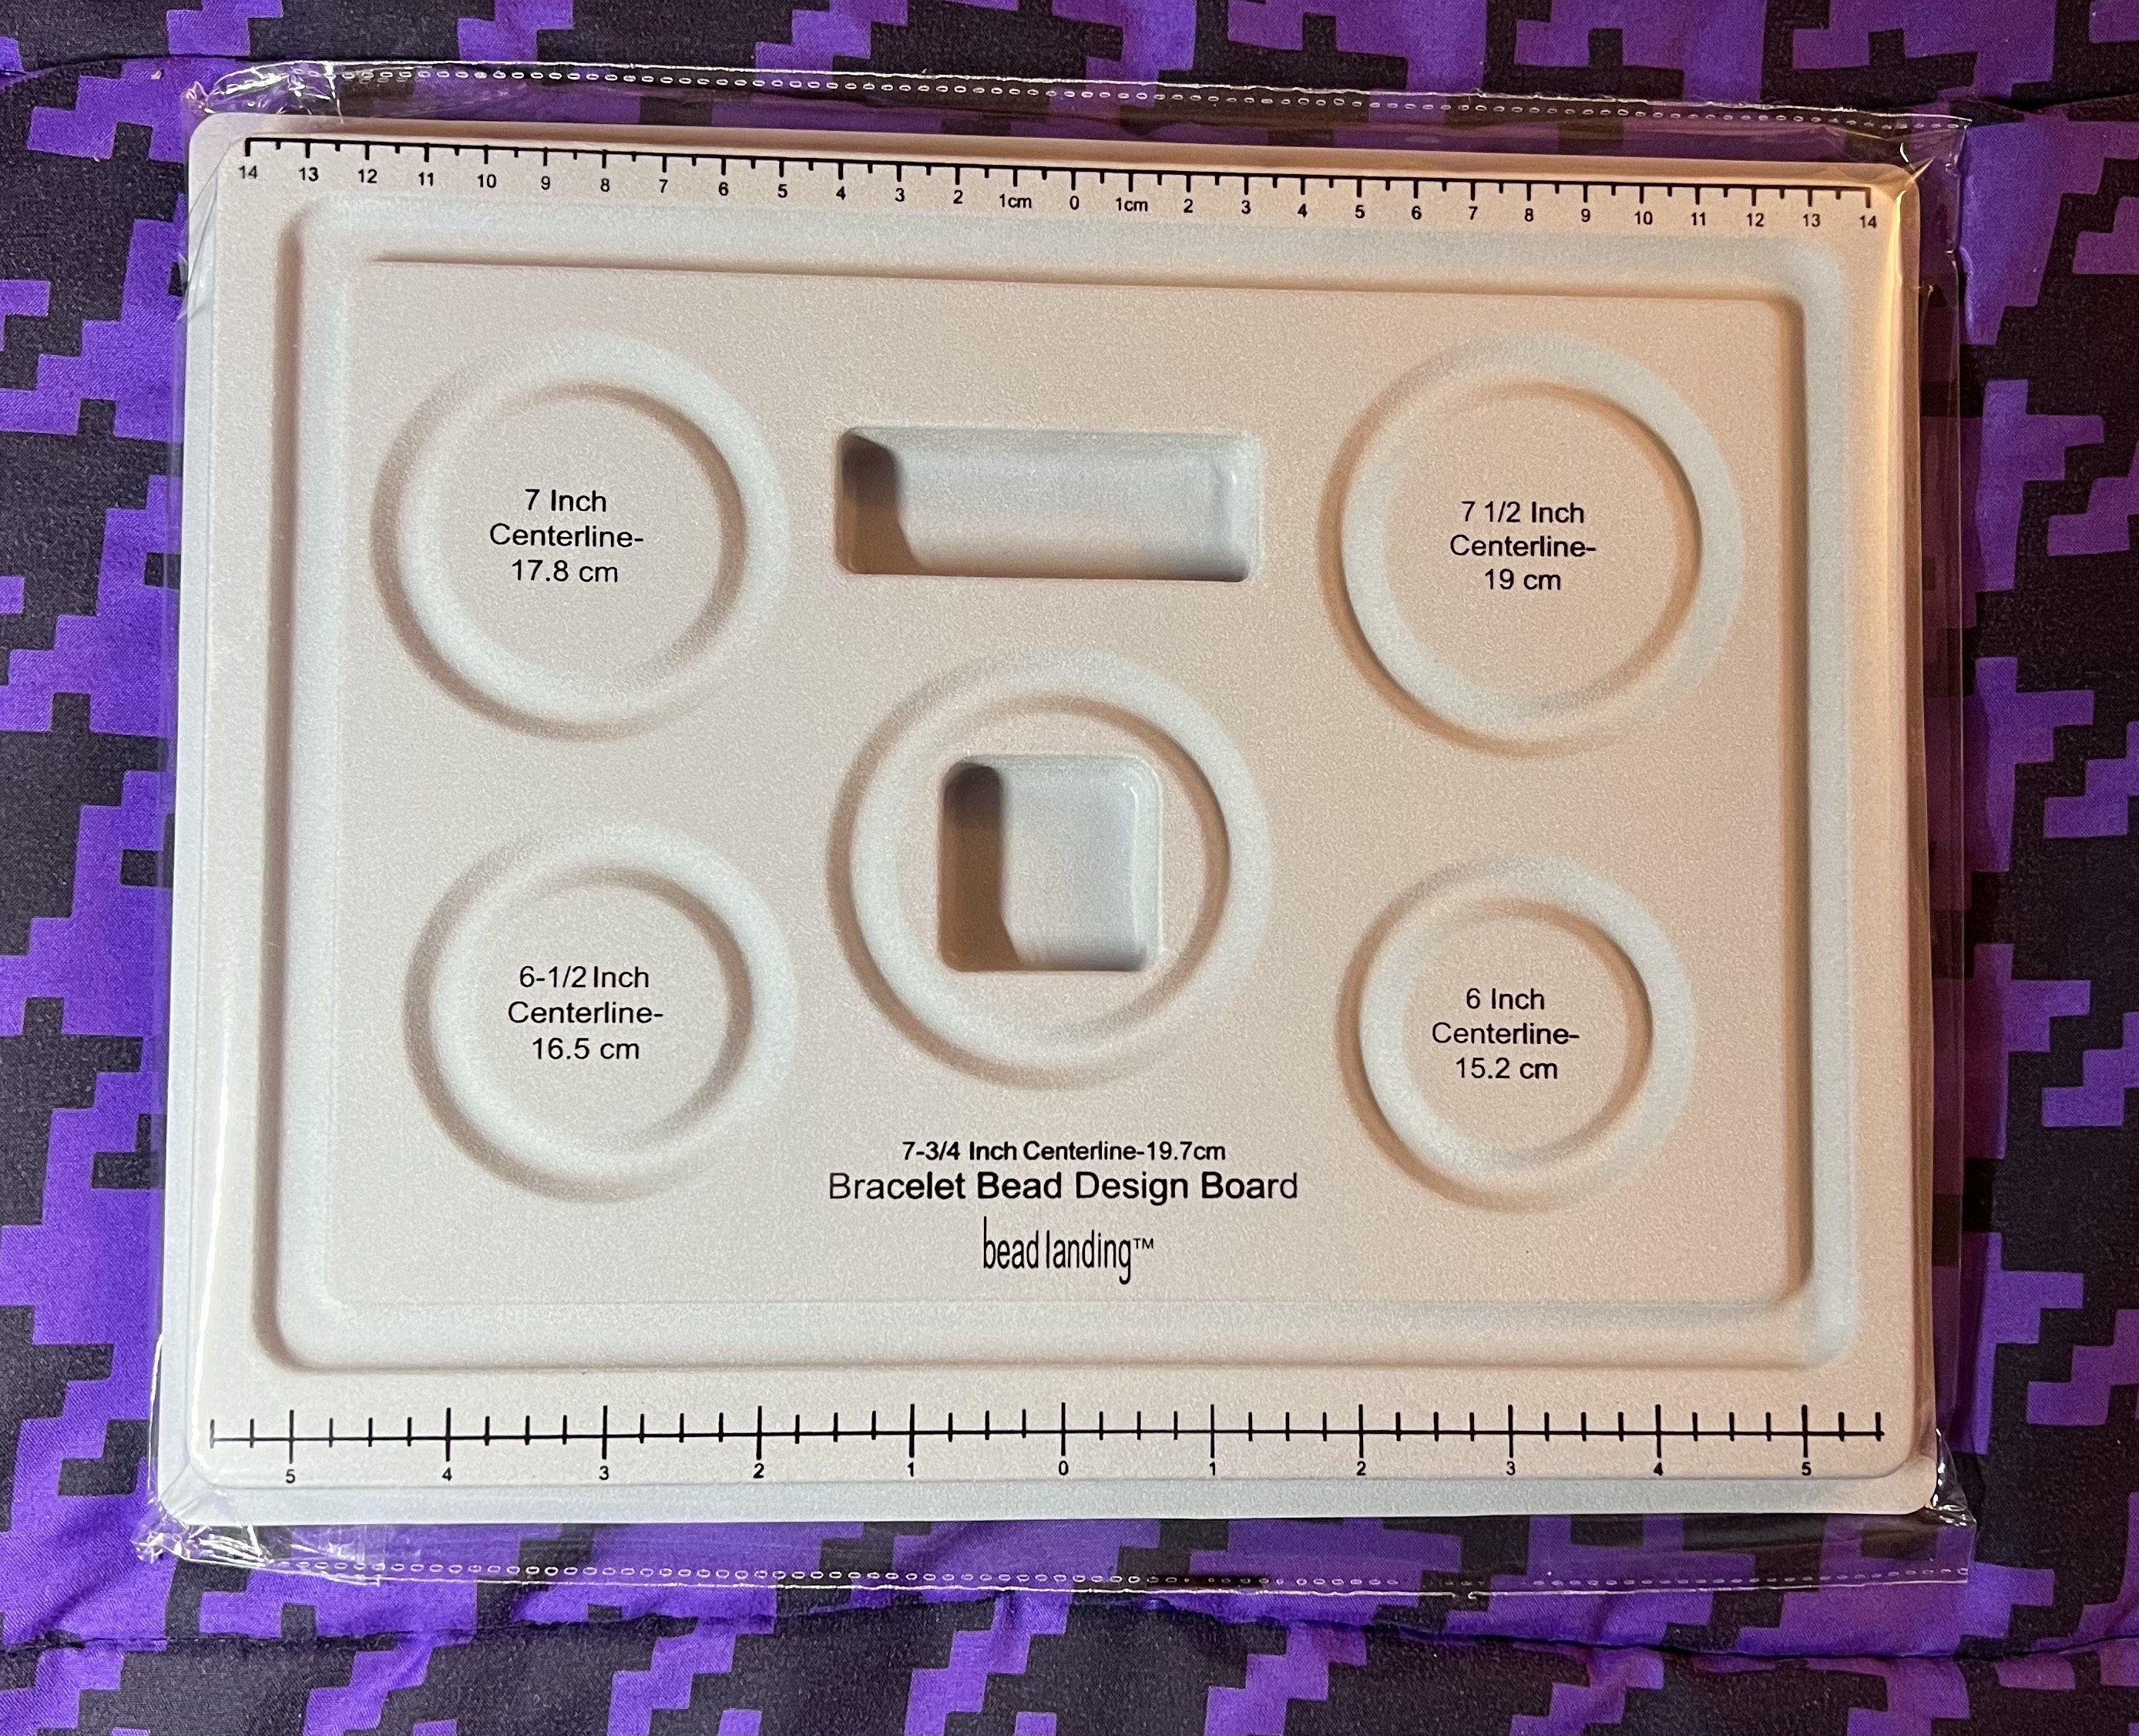 14 13 12 11 10 9 8 7 6 5 4 3 2 1cm 0 1cm 2 3 4 5 6 7 8 9 10 11 12 13 14
7 Inch
Centerline-
17.8 cm
7 1/2 Inch
Centerline-
19 cm
6-1/2 Inch
Centerline-
16.5 cm
6 Inch
Centerline-
15.2 cm
7-3/4 Inch Centerline-19.7cm
Bracelet Bead Design Board
bead landing™
5 4 3 2 1 0 1 2 3 4 5